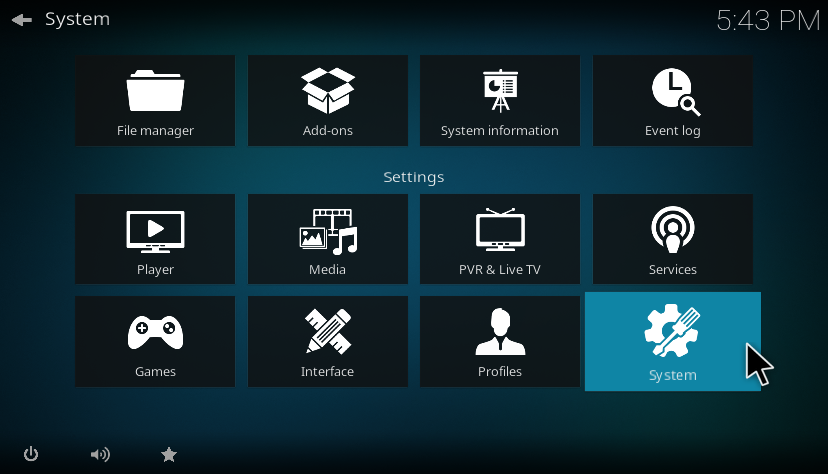 System
5:43 PM
File manager
Add-ons
System information
Event log
Settings
Player
Media
PVR & Live TV
Services
Games
Interface
Profiles
System